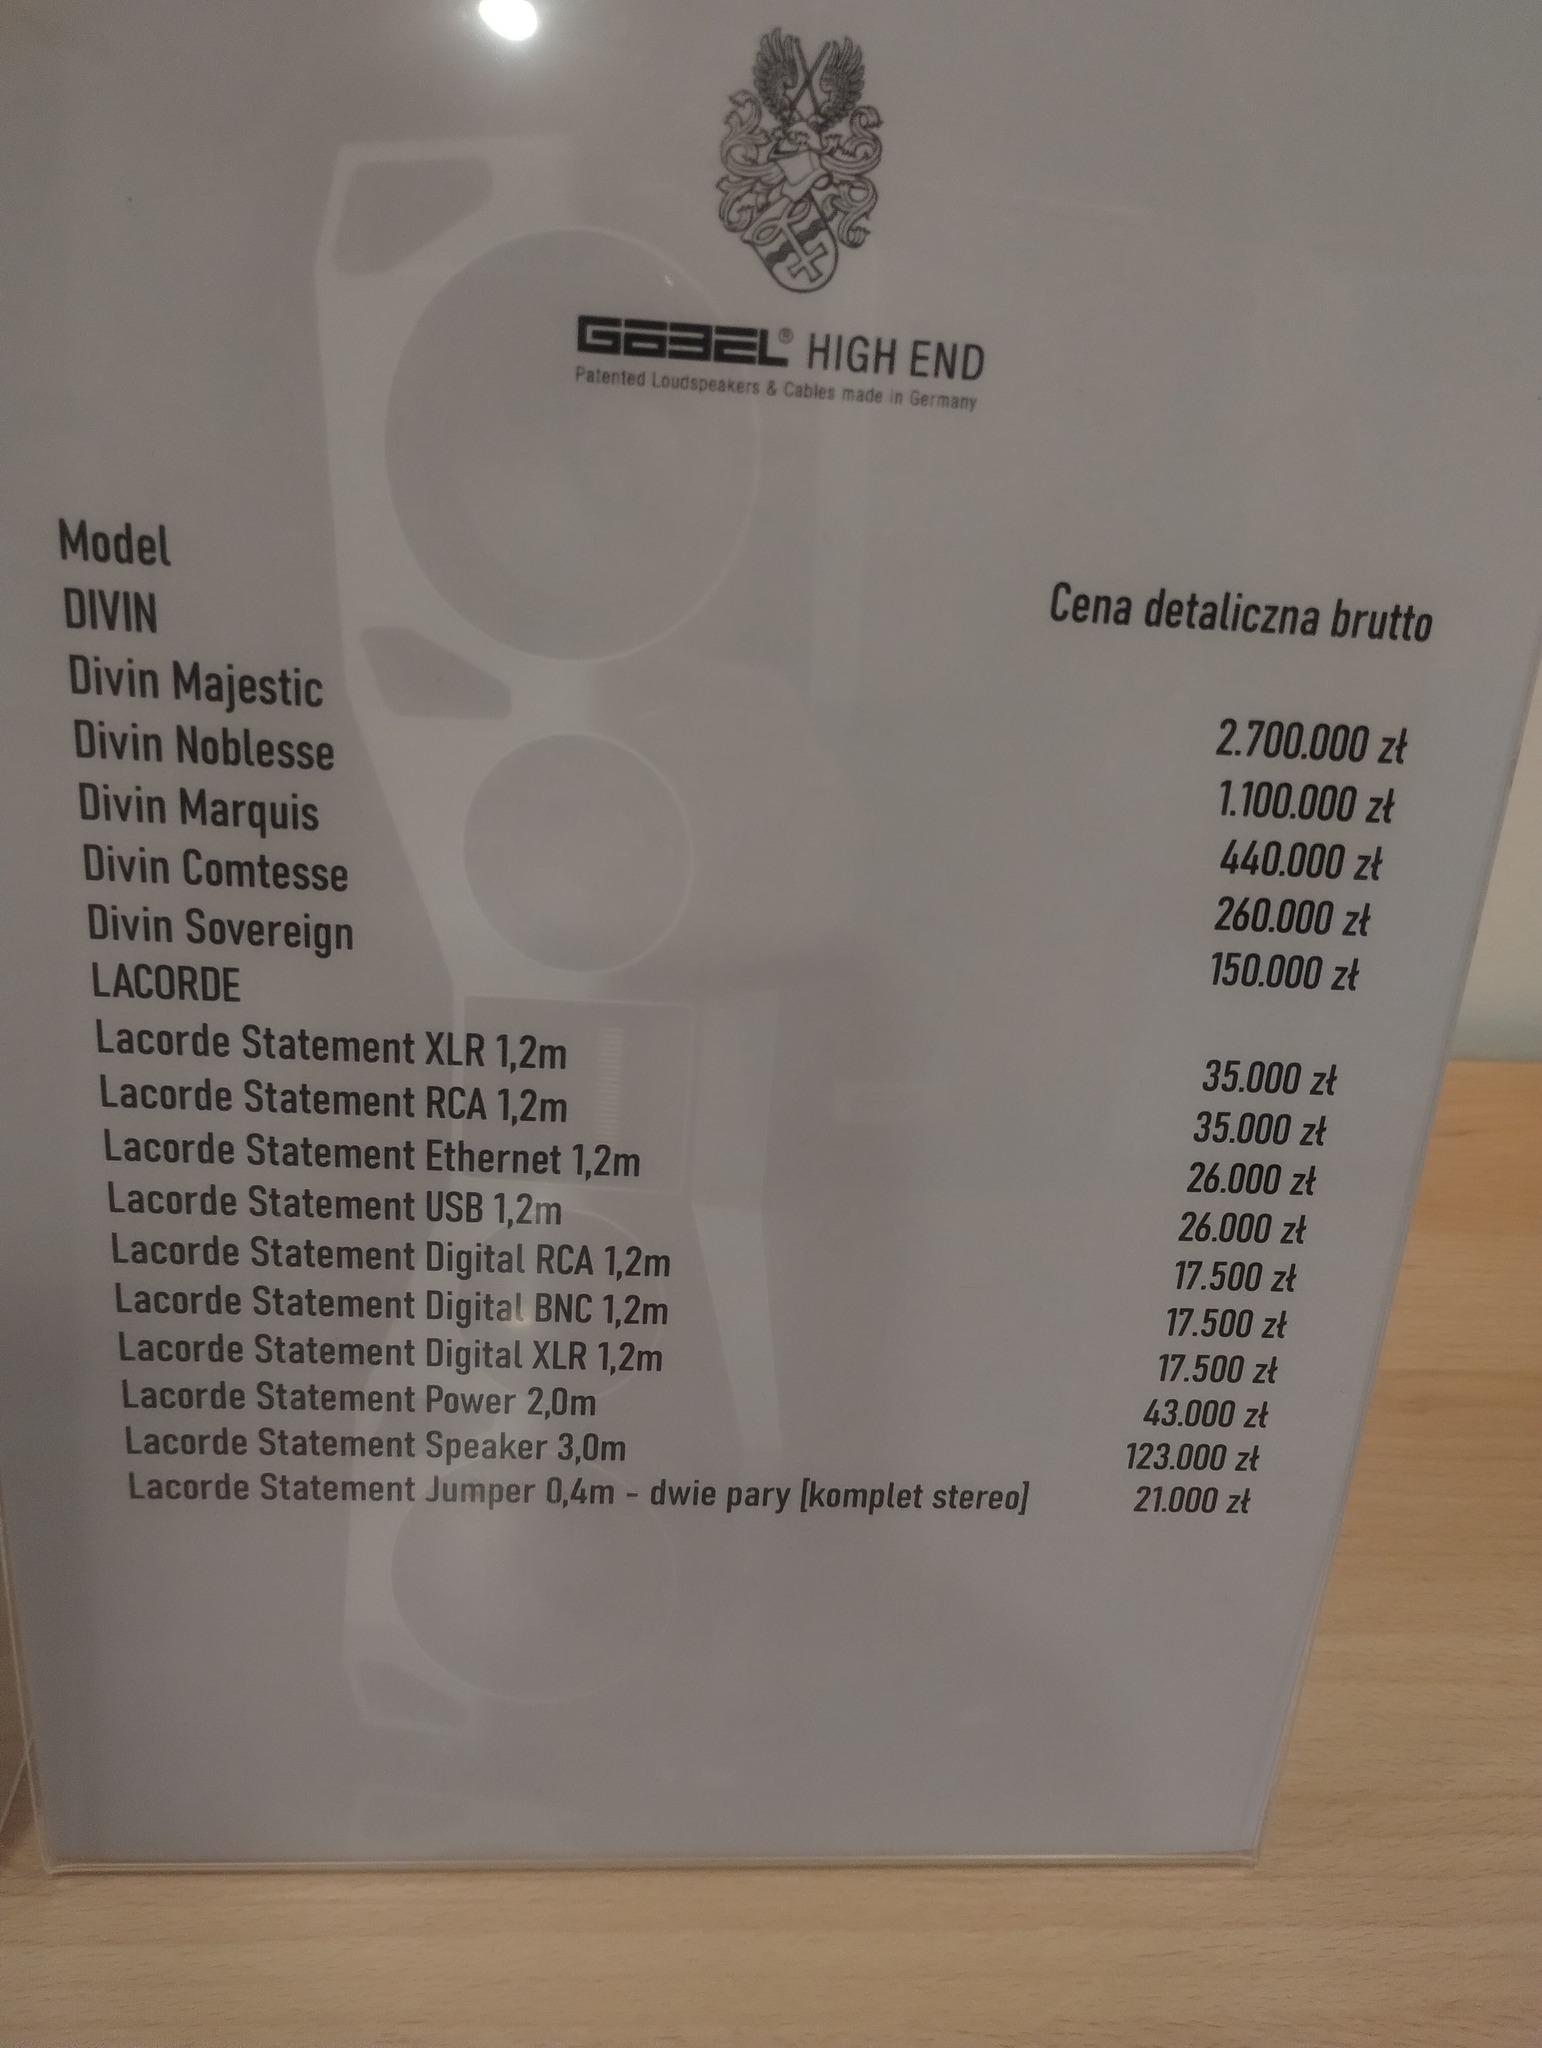 GÖBEL® HIGH END
Patented Loudspeakers & Cables made in Germany
Model Cena detaliczna brutto
DIVIN
Divin Majestic 2.700.000 zł
Divin Noblesse 1.100.000 zł
Divin Marquis 440.000 zł
Divin Comtesse 260.000 zł
Divin Sovereign 150.000 zł
LACORDE
Lacorde Statement XLR 1,2m 35.000 zł
Lacorde Statement RCA 1,2m 35.000 zł
Lacorde Statement Ethernet 1,2m 26.000 zł
Lacorde Statement USB 1,2m 26.000 zł
Lacorde Statement Digital RCA 1,2m 17.500 zł
Lacorde Statement Digital BNC 1,2m 17.500 zł
Lacorde Statement Digital XLR 1,2m 17.500 zł
Lacorde Statement Power 2,0m 43.000 zł
Lacorde Statement Speaker 3,0m 123.000 zł
Lacorde Statement Jumper 0,4m - dwie pary [komplet stereo] 21.000 zł